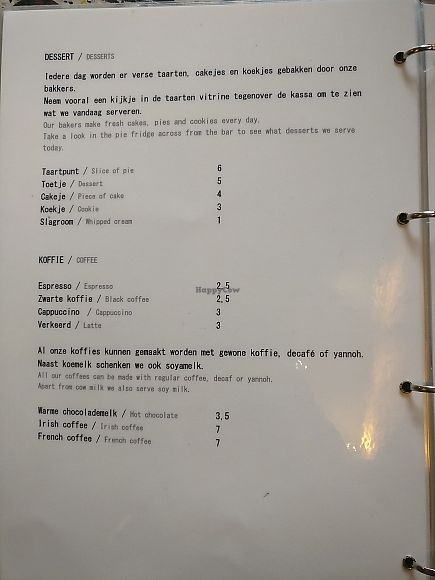 DESSERT / DESSERTS
Iedere dag worden er verse taarten, cakejes en koekjes gebakken door onze
bakkers.
Neem vooral een kijkje in de taarten vitrine tegenover de kassa om te zien
wat we vandaag serveren.
Our bakers make fresh cakes, pies and cookies every day.
Take a look in the pie fridge across from the bar to see what desserts we serve
today.
Taartpunt / Slice of pie 6
Toetje / Dessert 5
Cakeje / Piece of cake 4
Koekje / Cookie 3
Slagroom / Whipped cream 1
KOFFIE / COFFEE
Espresso / Espresso 2,5
HappyCow
Zwarte koffie / Black coffee 2,5
Cappuccino / Cappuccino 3
Verkeerd / Latte 3
Al onze koffies kunnen gemaakt worden met gewone koffie, decafé of yannoh.
Naast koemelk schenken we ook soyamelk.
All our coffees can be made with regular coffee, decaf or yannoh.
Apart from cow milk we also serve soy milk.
Warme chocolademelk / Hot chocolate 3,5
Irish coffee / Irish coffee 7
French coffee / French coffee 7